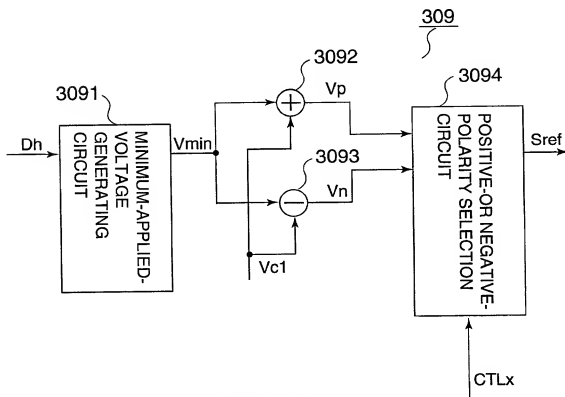 309
3092
3094
3091
Vp
Dh
MINIMUM-APPLIED-
VOLTAGE
GENERATING
CIRCUIT
Vmin
+
3093
−
Vn
Vc1
POSITIVE-OR NEGATIVE-
POLARITY SELECTION
CIRCUIT
Sref
CTLx